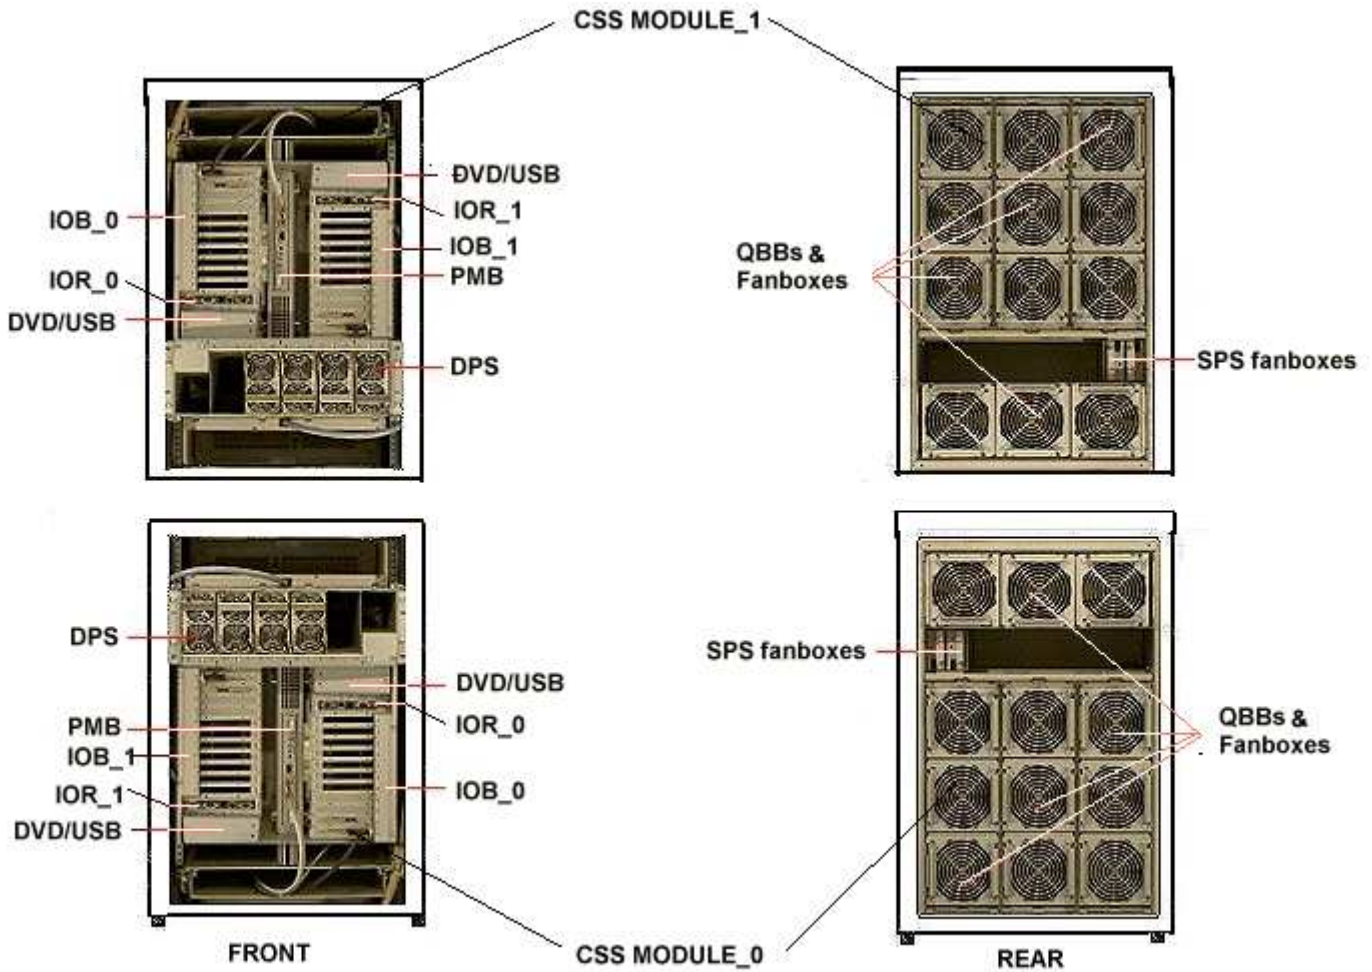 CSS MODULE_1
DVD/USB
IOB_0
IOR_1
IOB_1
IOR_0
PMB
DVD/USB
DPS
QBBs &
Fanboxes
SPS fanboxes
DPS
DVD/USB
PMB
IOR_0
IOB_1
IOB_0
IOR_1
DVD/USB
SPS fanboxes
QBBs &
Fanboxes
FRONT
CSS MODULE_0
REAR